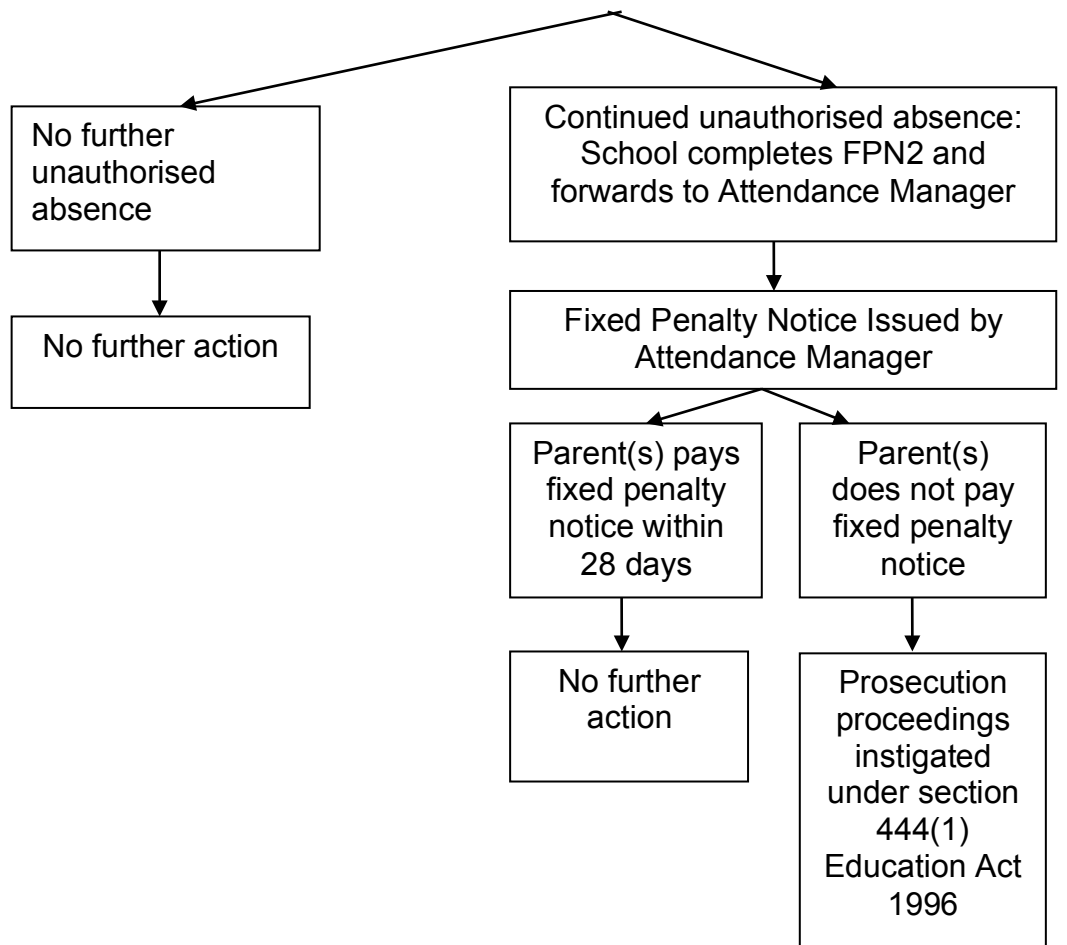 No further
unauthorised
absence
No further action
Continued unauthorised absence:
School completes FPN2 and
forwards to Attendance Manager
Fixed Penalty Notice Issued by
Attendance Manager
Parent(s) pays
fixed penalty
notice within
28 days
No further
action
Parent(s)
does not pay
fixed penalty
notice
Prosecution
proceedings
instigated
under section
444(1)
Education Act
1996